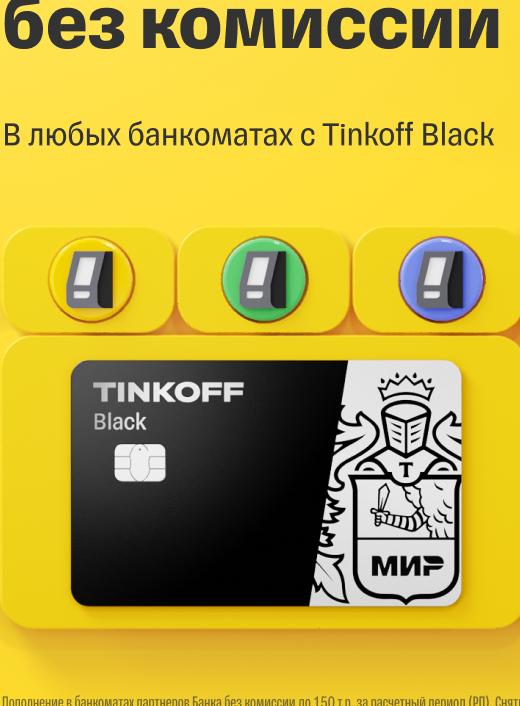 без комиссии
В любых банкоматах с Tinkoff Black
TINKOFF
Black
T
МИР
Пополнение в банкоматах партнеров Банка без комиссии до 150 т.р. за расчетный период (РП). Снят